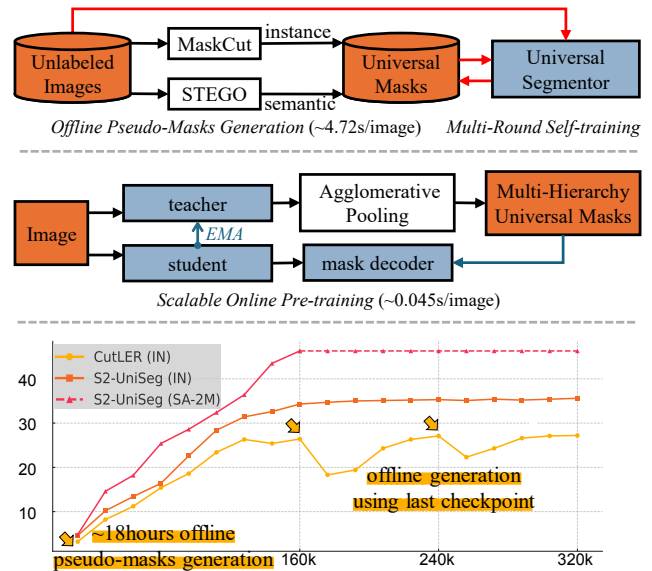 Unlabeled
Images
MaskCut
instance
STEGO
semantic
Universal
Masks
Universal
Segmentor
Offline Pseudo-Masks Generation (~4.72s/image)
Multi-Round Self-training
Image
teacher
EMA
student
Agglomerative
Pooling
Multi-Hierarchy
Universal Masks
mask decoder
Scalable Online Pre-training (~0.045s/image)
CutLER (IN)
S2-UniSeg (IN)
S2-UniSeg (SA-2M)
40
30
20
10
offline generation
using last checkpoint
~18hours offline
pseudo-masks generation
160k
240k
320k